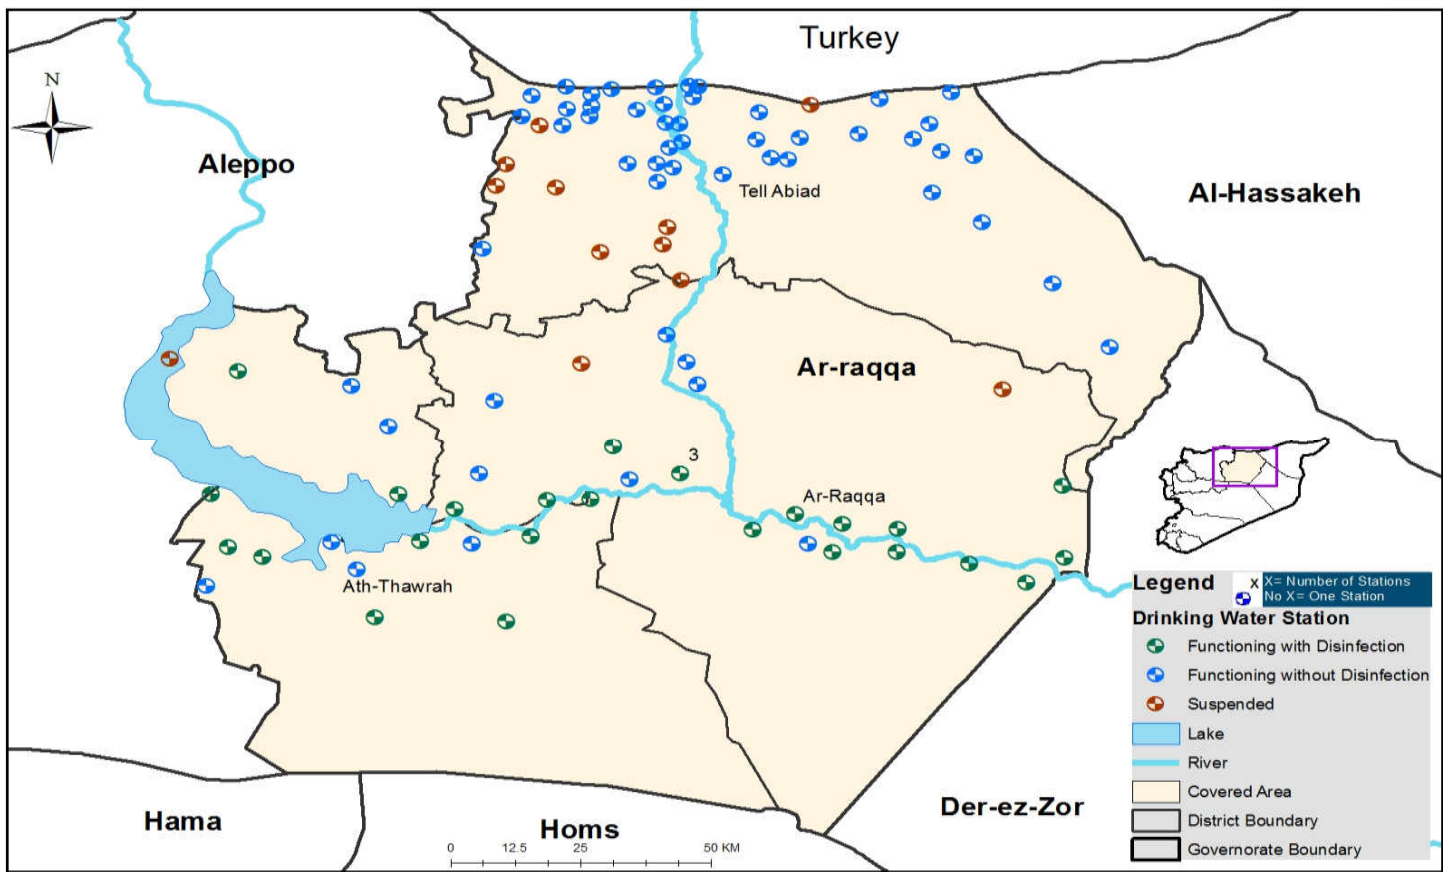 Turkey
N
Aleppo
Tell Abiad
Al-Hassakeh
Ar-raqqa
3
Ar-Raqqa
Ath-Thawrah
Legend
X X= Number of Stations
No X= One Station
Drinking Water Station
Functioning with Disinfection
Functioning without Disinfection
Suspended
Lake
River
Covered Area
District Boundary
Governorate Boundary
Der-ez-Zor
Hama
Homs
0 12.5 25 50 KM